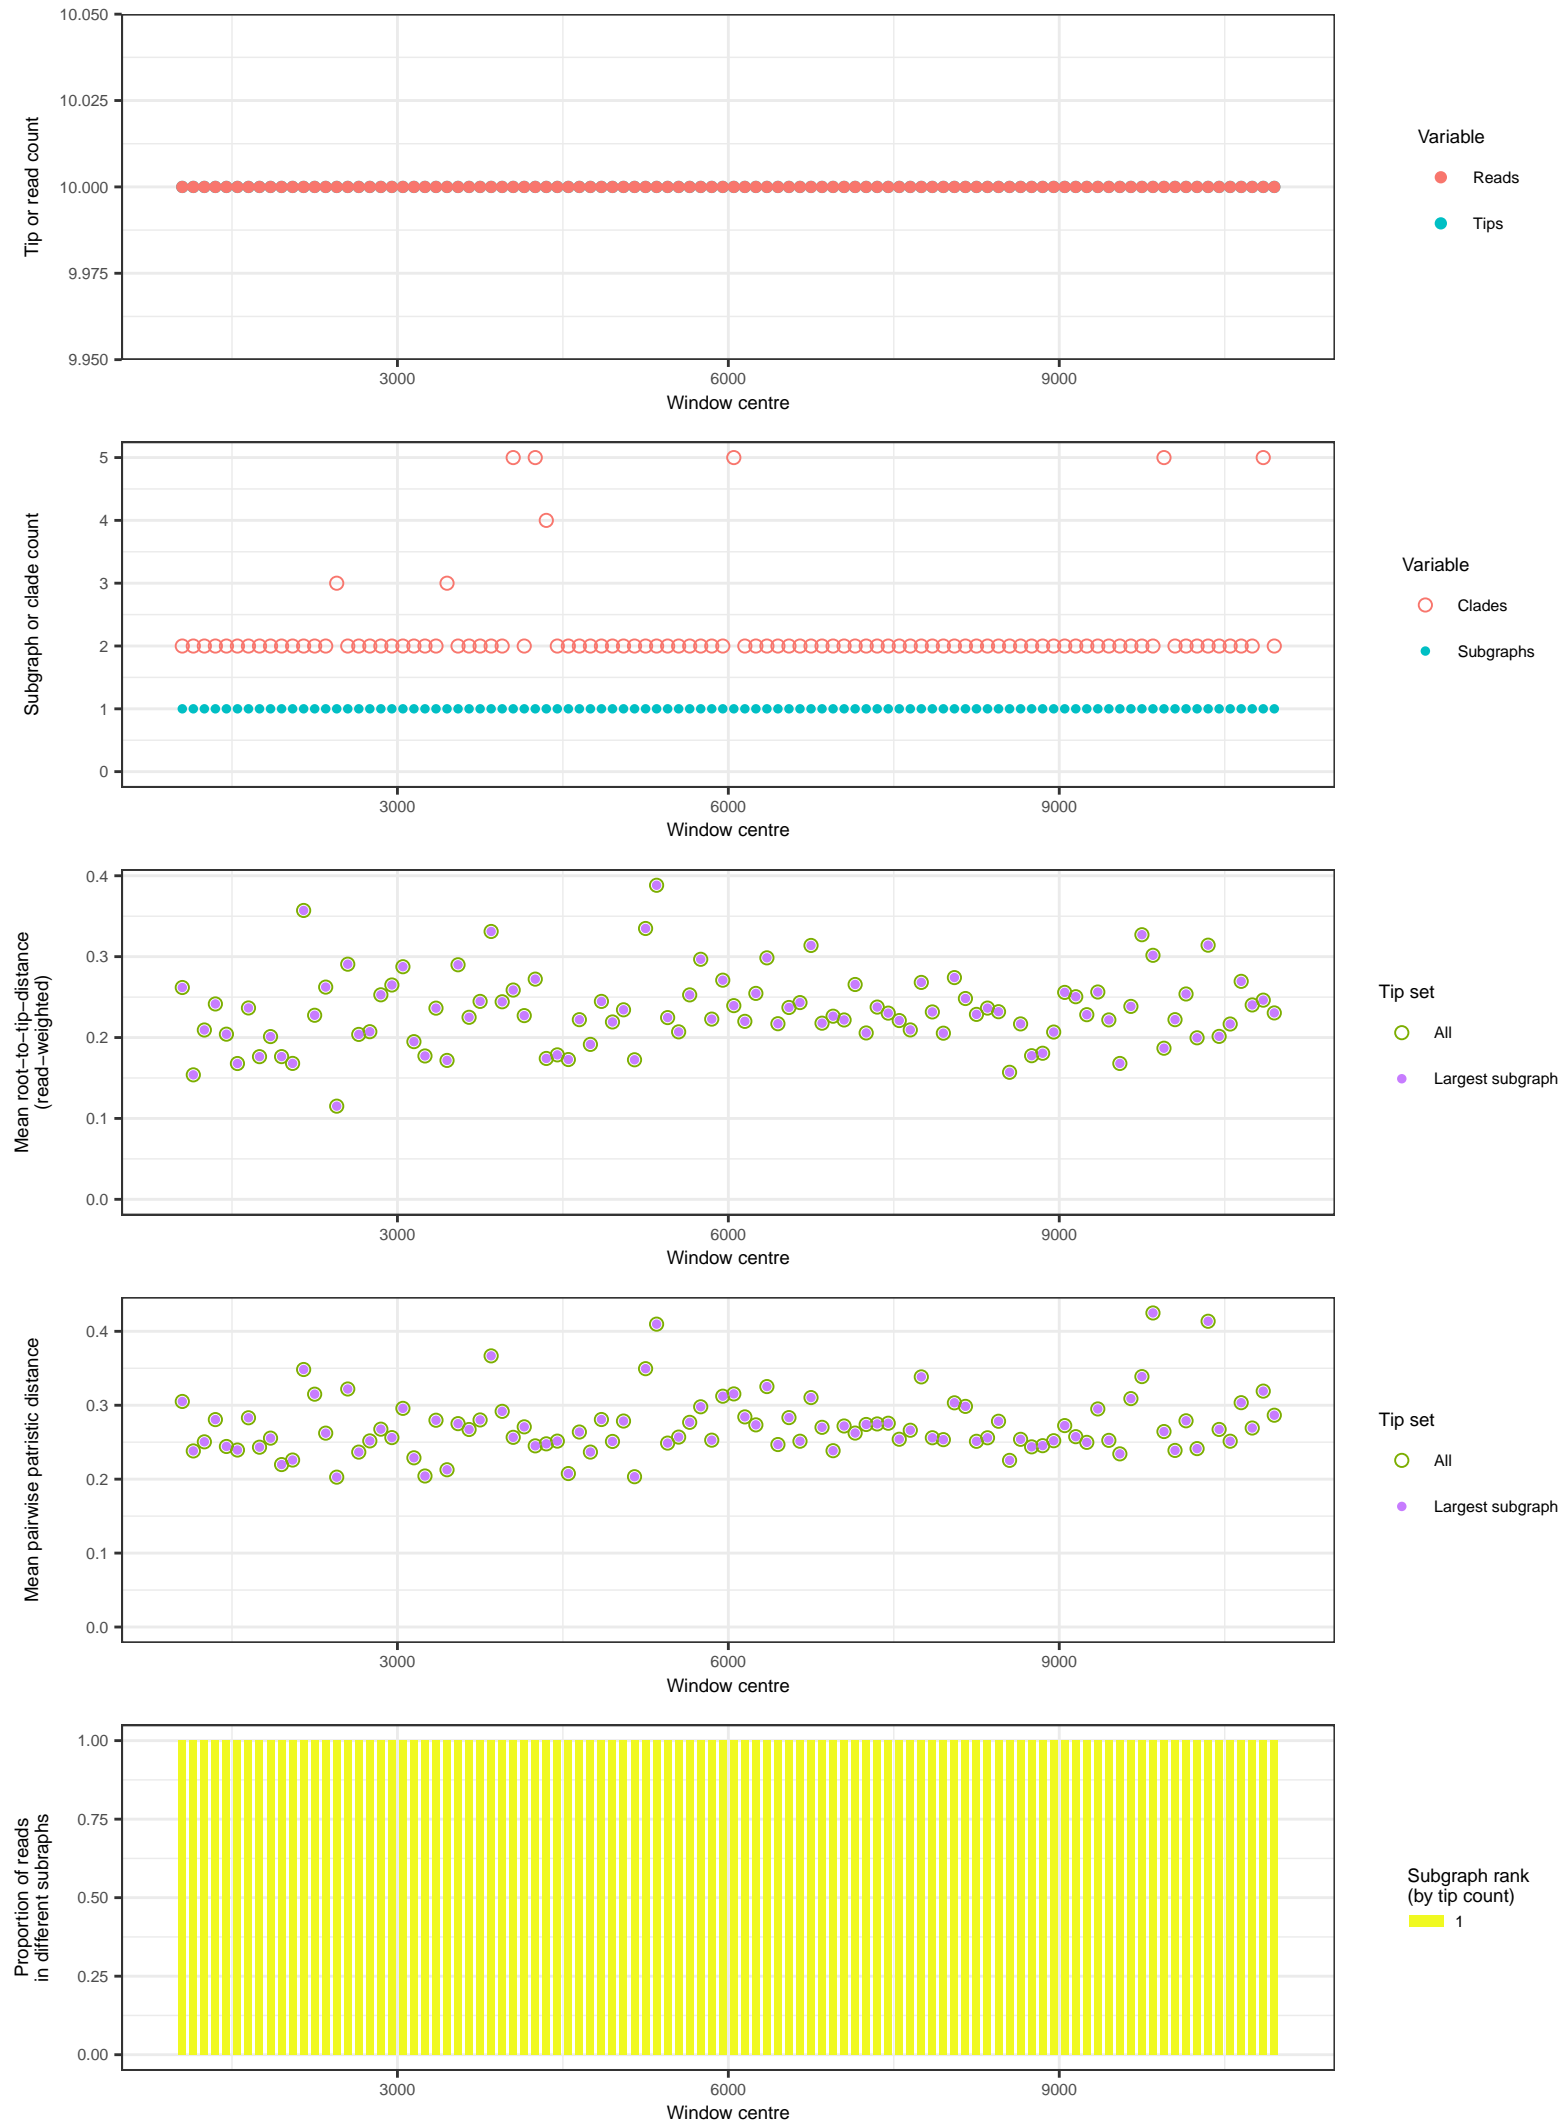 10.050
10.025
10.000
9.975
9.950
Tip or read count
3000
6000
9000
Window centre
Variable
Reads
Tips
5
4
3
2
1
0
Subgraph or clade count
3000
6000
9000
Window centre
Variable
Clades
Subgraphs
0.4
0.3
0.2
0.1
0.0
Mean root−to−tip−distance
(read−weighted)
3000
6000
9000
Window centre
Tip set
All
Largest subgraph
0.4
0.3
0.2
0.1
0.0
Mean pairwise patristic distance
3000
6000
9000
Window centre
Tip set
All
Largest subgraph
1.00
0.75
0.50
0.25
0.00
Proportion of reads
in different subraphs
3000
6000
9000
Window centre
Subgraph rank
(by tip count)
1